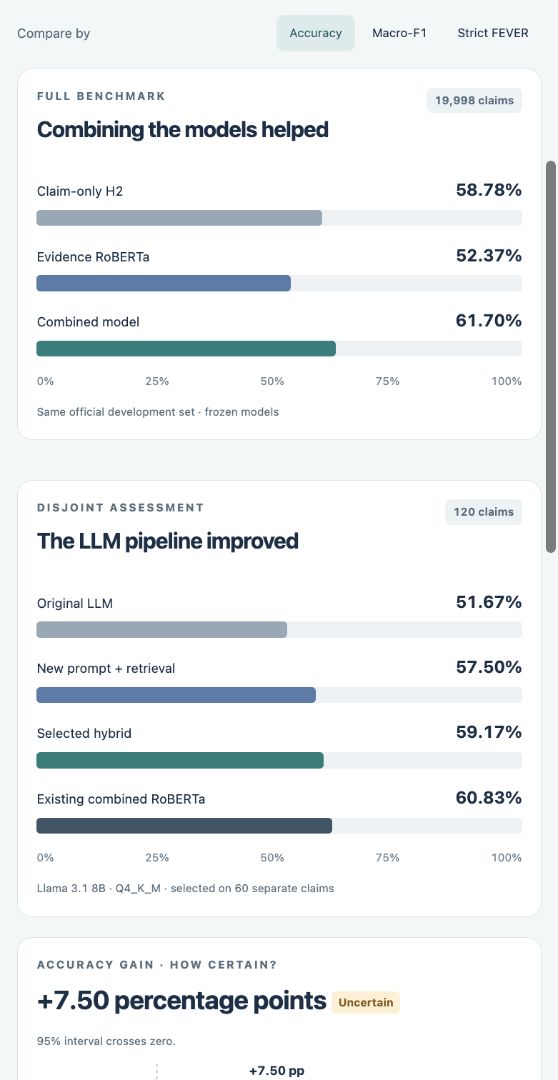 Compare by
Accuracy
Macro-F1
Strict FEVER
FULL BENCHMARK
19,998 claims
Combining the models helped
Claim-only H2
58.78%
Evidence RoBERTa
52.37%
Combined model
61.70%
0% 25% 50% 75% 100%
Same official development set · frozen models
DISJOINT ASSESSMENT
120 claims
The LLM pipeline improved
Original LLM
51.67%
New prompt + retrieval
57.50%
Selected hybrid
59.17%
Existing combined RoBERTa
60.83%
0% 25% 50% 75% 100%
Llama 3.1 8B · Q4_K_M · selected on 60 separate claims
ACCURACY GAIN · HOW CERTAIN?
+7.50 percentage points Uncertain
95% interval crosses zero.
+7.50 pp